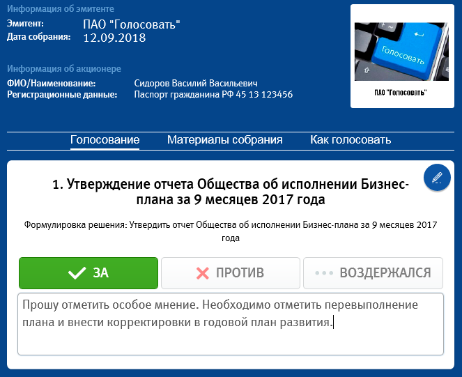 Информация об эмитенте
Эмитент: ПАО "Голосовать"
Дата собрания: 12.09.2018
Голосовать
ПАО "Голосовать"
Информация об акционере
ФИО/Наименование: Сидоров Василий Васильевич
Регистрационные данные: Паспорт гражданина РФ 45 13 123456
Голосование Материалы собрания Как голосовать
1. Утверждение отчета Общества об исполнении Бизнес-
плана за 9 месяцев 2017 года
Формулировка решения: Утвердить отчет Общества об исполнении Бизнес-плана за 9 месяцев 2017
года
ЗА ПРОТИВ ВОЗДЕРЖАЛСЯ
Прошу отметить особое мнение. Необходимо отметить перевыполнение
плана и внести корректировки в годовой план развития.